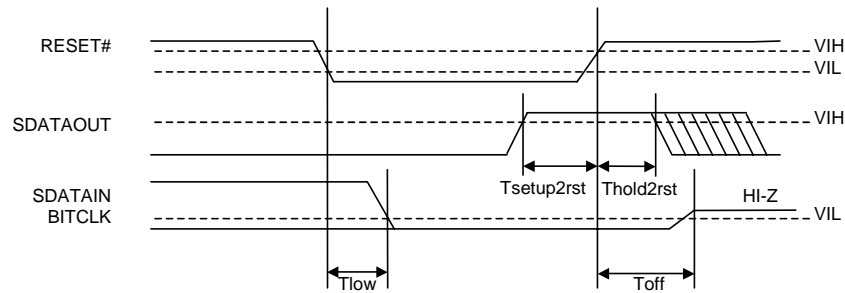 RESET#
VIH
VIL
SDATAOUT
VIH
Tsetup2rst
Thold2rst
SDATAIN
BITCLK
HI-Z
VIL
Tlow
Toff